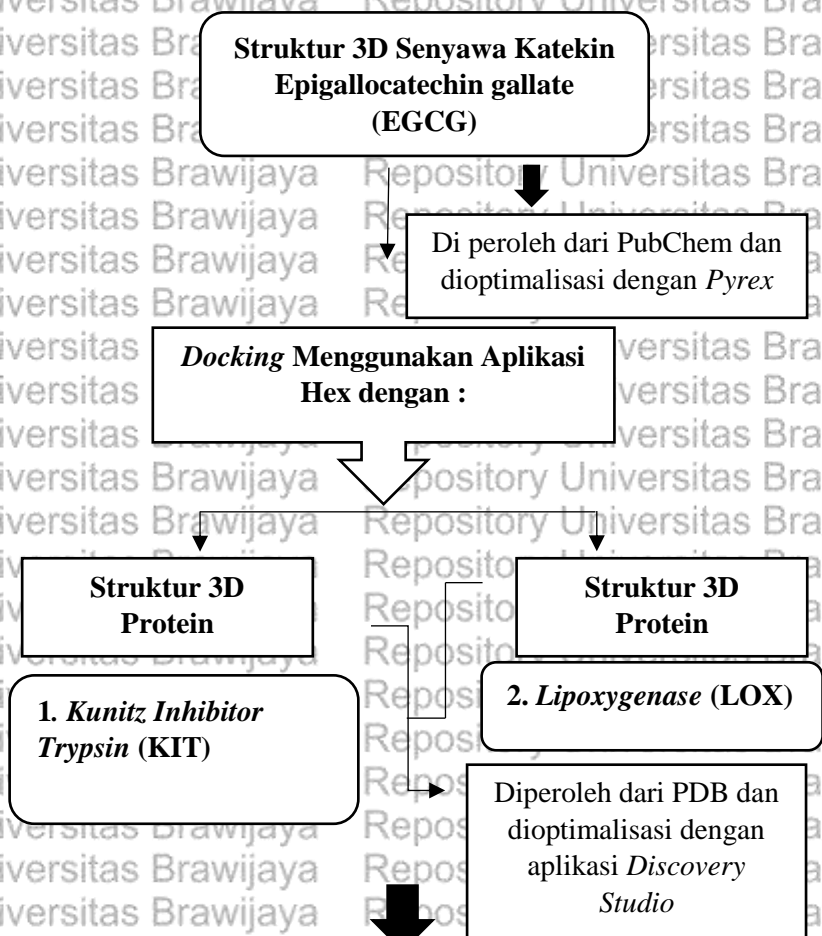 Struktur 3D Senyawa Katekin
Epigallocatechin gallate
(EGCG)
Di peroleh dari PubChem dan
dioptimalisasi dengan Pyrex
Docking Menggunakan Aplikasi
Hex dengan :
Struktur 3D
Protein
Struktur 3D
Protein
1. Kunitz Inhibitor
Trypsin (KIT)
2. Lipoxygenase (LOX)
Diperoleh dari PDB dan
dioptimalisasi dengan
aplikasi Discovery
Studio